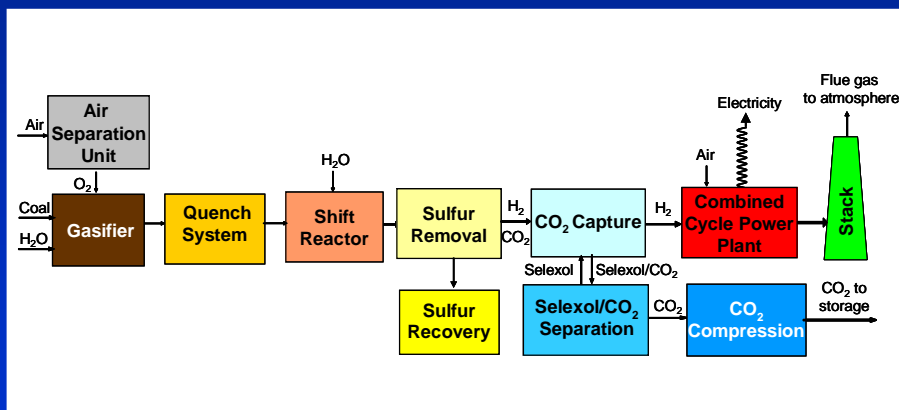 Flue gas
to atmosphere
Electricity
Air
Separation
Unit
Air
H₂O
Air
O₂
Coal
H₂O
Gasifier
Quench
System
Shift
Reactor
Sulfur
Removal
H₂
CO₂
CO₂ Capture
H₂
Combined
Cycle Power
Plant
Stack
Selexol
Selexol/CO₂
Sulfur
Recovery
Selexol/CO₂
Separation
CO₂
CO₂
Compression
CO₂ to
storage